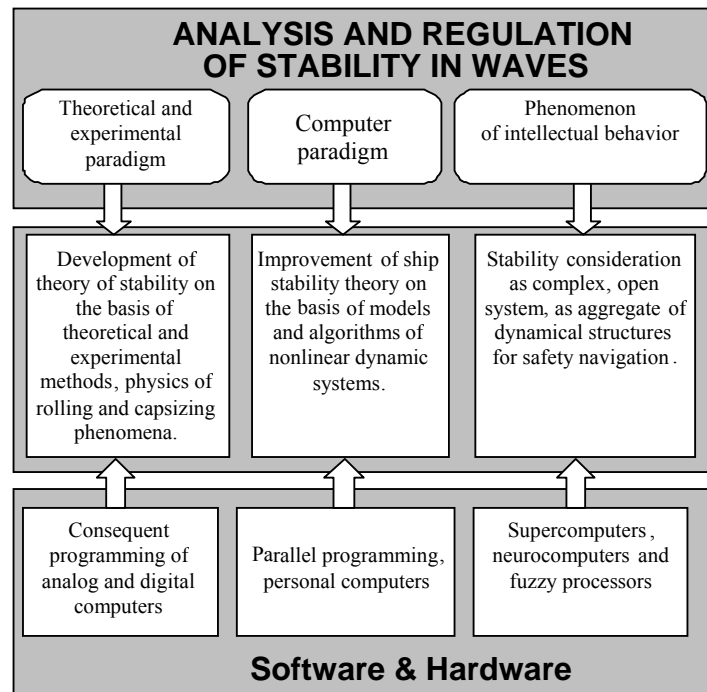 ANALYSIS AND REGULATION
OF STABILITY IN WAVES
Theoretical and
experimental
paradigm
Computer
paradigm
Phenomenon
of intellectual behavior
Development of
theory of stability on
the basis of
theoretical and
experimental
methods, physics of
rolling and capsizing
phenomena.
Improvement of ship
stability theory on
the basis of models
and algorithms of
nonlinear dynamic
systems.
Stability consideration
as complex, open
system, as aggregate of
dynamical structures
for safety navigation.
Consequent
programming of
analog and digital
computers
Parallel programming,
personal computers
Supercomputers,
neurocomputers and
fuzzy processors
Software & Hardware